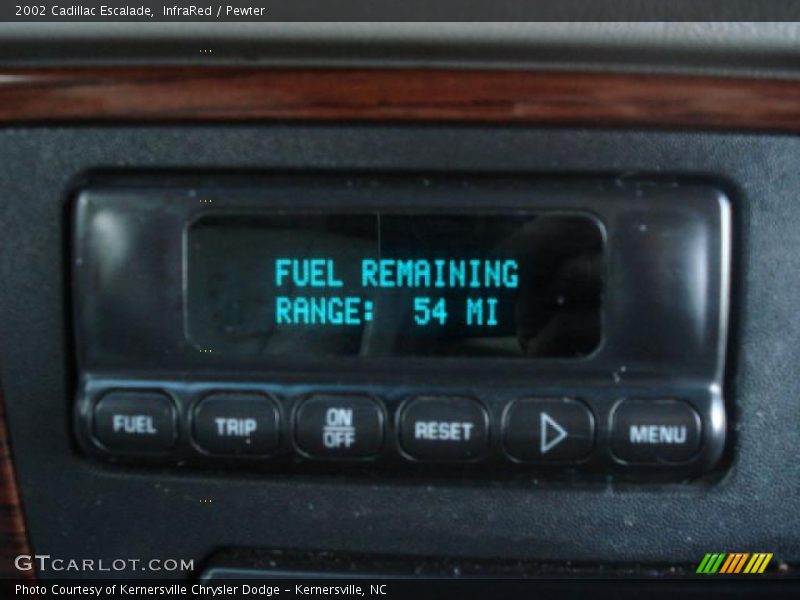 2002 Cadillac Escalade, InfraRed / Pewter
FUEL REMAINING
RANGE: 54 MI
FUEL
TRIP
ON
OFF
RESET
MENU
GTCARLOT.COM
Photo Courtesy of Kernersville Chrysler Dodge - Kernersville, NC